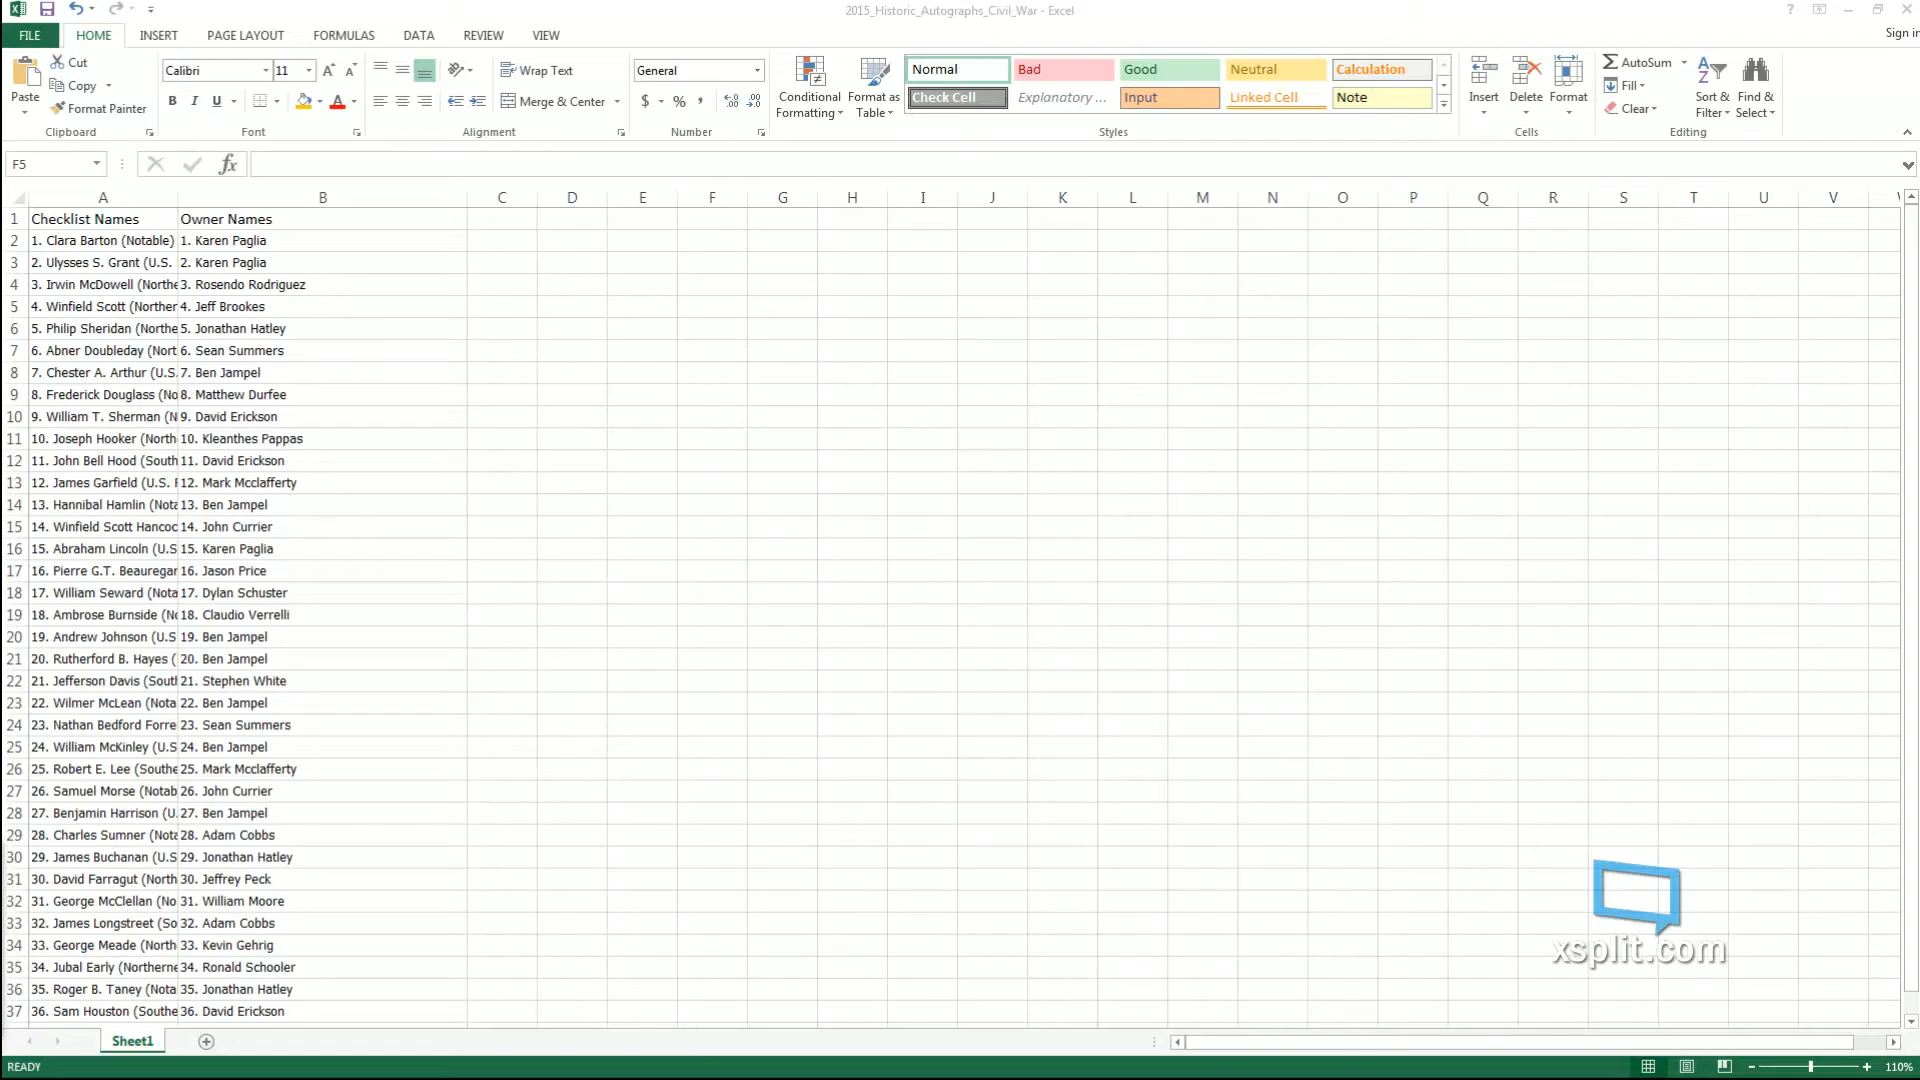 2015_Historic_Autographs_Civil_War - Excel
FILE HOME INSERT PAGE LAYOUT FORMULAS DATA REVIEW VIEW Sign in
Paste
Cut
Copy
Format Painter
Clipboard
Calibri 11
B I U
Font
Wrap Text
Merge & Center
Alignment
General
$ % ,
Number
Conditional Formatting
Format as Table
Normal Bad Good Neutral Calculation
Check Cell Explanatory ... Input Linked Cell Note
Styles
Insert Delete Format
Cells
AutoSum
Fill
Clear
Sort & Filter
Find & Select
Editing
F5 fx
A B C D E F G H I J K L M N O P Q R S T U V
1 Checklist Names Owner Names
2 1. Clara Barton (Notable) 1. Karen Paglia
3 2. Ulysses S. Grant (U.S. 2. Karen Paglia
4 3. Irwin McDowell (Northe 3. Rosendo Rodriguez
5 4. Winfield Scott (Norther 4. Jeff Brookes
6 5. Philip Sheridan (Northe 5. Jonathan Hatley
7 6. Abner Doubleday (Nort 6. Sean Summers
8 7. Chester A. Arthur (U.S. 7. Ben Jampel
9 8. Frederick Douglass (No 8. Matthew Durfee
10 9. William T. Sherman (N 9. David Erickson
11 10. Joseph Hooker (North 10. Kleanthes Pappas
12 11. John Bell Hood (South 11. David Erickson
13 12. James Garfield (U.S. 12. Mark Mcclafferty
14 13. Hannibal Hamlin (Nota 13. Ben Jampel
15 14. Winfield Scott Hancoc 14. John Currier
16 15. Abraham Lincoln (U.S 15. Karen Paglia
17 16. Pierre G.T. Beauregar 16. Jason Price
18 17. William Seward (Nota 17. Dylan Schuster
19 18. Ambrose Burnside (No 18. Claudio Verrelli
20 19. Andrew Johnson (U.S 19. Ben Jampel
21 20. Rutherford B. Hayes ( 20. Ben Jampel
22 21. Jefferson Davis (Sout 21. Stephen White
23 22. Wilmer McLean (Nota 22. Ben Jampel
24 23. Nathan Bedford Forre 23. Sean Summers
25 24. William McKinley (U.S 24. Ben Jampel
26 25. Robert E. Lee (Southe 25. Mark Mcclafferty
27 26. Samuel Morse (Notab 26. John Currier
28 27. Benjamin Harrison (U. 27. Ben Jampel
29 28. Charles Sumner (Nota 28. Adam Cobbs
30 29. James Buchanan (U.S 29. Jonathan Hatley
31 30. David Farragut (North 30. Jeffrey Peck
32 31. George McClellan (No 31. William Moore
33 32. James Longstreet (So 32. Adam Cobbs
34 33. George Meade (North 33. Kevin Gehrig
35 34. Jubal Early (Northerne 34. Ronald Schooler
36 35. Roger B. Taney (Nota 35. Jonathan Hatley
37 36. Sam Houston (Southe 36. David Erickson
xsplit.com
Sheet1
READY 110%